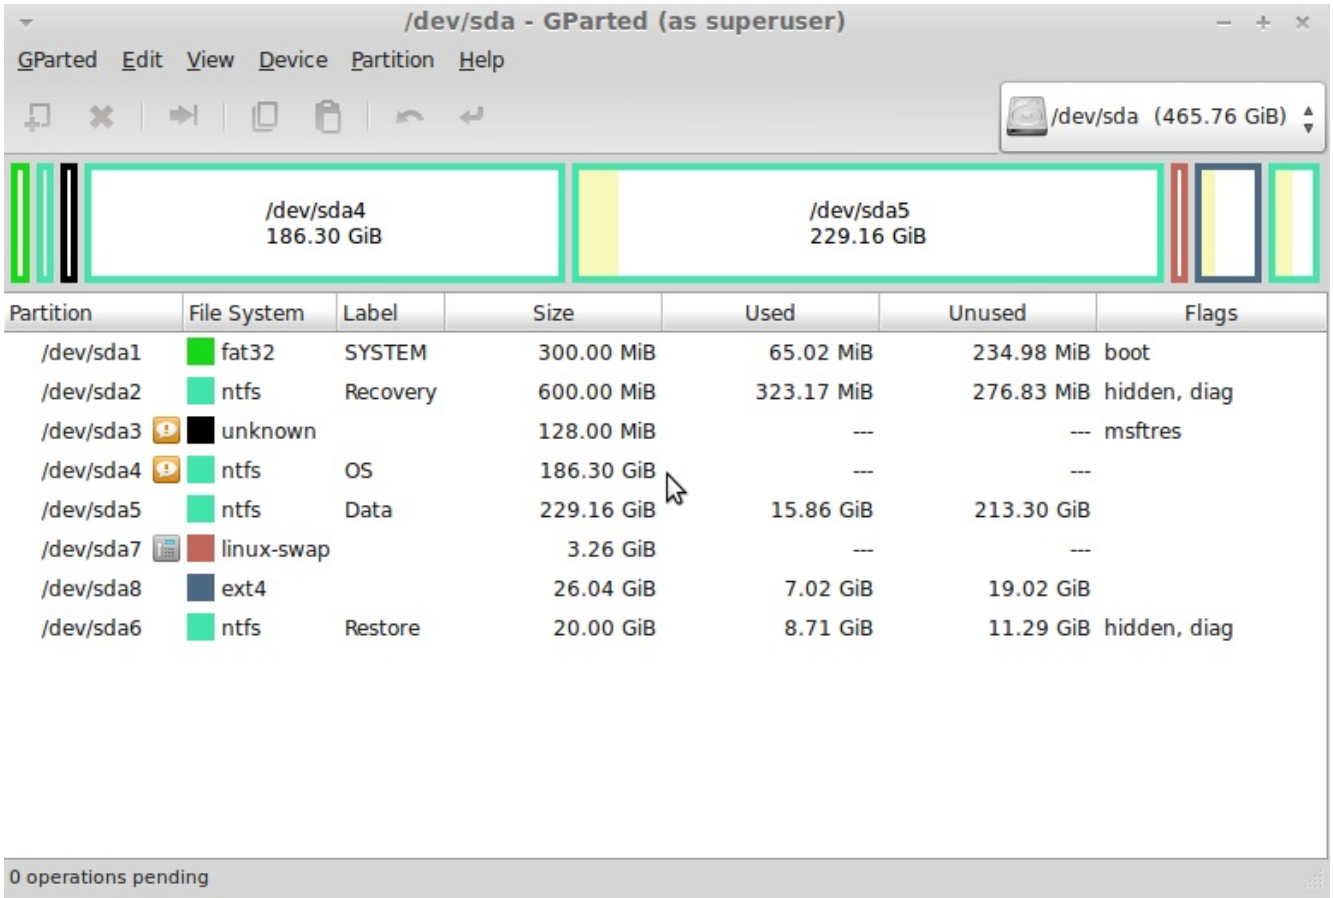 /dev/sda - GParted (as superuser)
GParted Edit View Device Partition Help
/dev/sda (465.76 GiB)
/dev/sda4
186.30 GiB
/dev/sda5
229.16 GiB
Partition File System Label Size Used Unused Flags
/dev/sda1 fat32 SYSTEM 300.00 MiB 65.02 MiB 234.98 MiB boot
/dev/sda2 ntfs Recovery 600.00 MiB 323.17 MiB 276.83 MiB hidden, diag
/dev/sda3 unknown 128.00 MiB --- --- msftres
/dev/sda4 ntfs OS 186.30 GiB --- ---
/dev/sda5 ntfs Data 229.16 GiB 15.86 GiB 213.30 GiB
/dev/sda7 linux-swap 3.26 GiB --- ---
/dev/sda8 ext4 26.04 GiB 7.02 GiB 19.02 GiB
/dev/sda6 ntfs Restore 20.00 GiB 8.71 GiB 11.29 GiB hidden, diag
0 operations pending